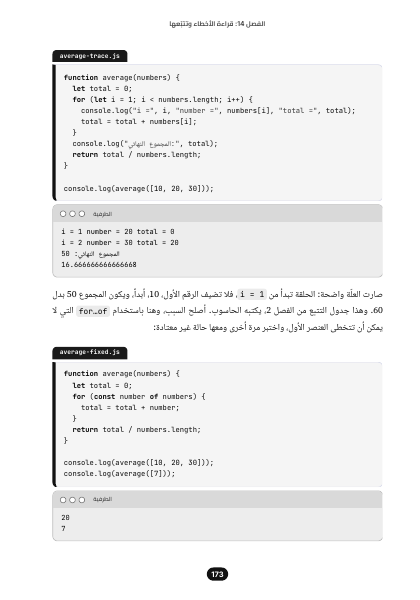 الفصل 14: قراءة الأخطاء وتتبّعها
average-trace.js
function average(numbers) {
  let total = 0;
  for (let i = 1; i < numbers.length; i++) {
    console.log("i =", i, "number =", numbers[i], "total =", total);
    total = total + numbers[i];
  }
  console.log("المجموع النهائي:", total);
  return total / numbers.length;
}

console.log(average([10, 20, 30]));
الطرفية
i = 1 number = 20 total = 0
i = 2 number = 30 total = 20
المجموع النهائي: 50
16.666666666666668
صارت العلّة واضحة: الحلقة تبدأ من i = 1، فلا تضيف الرقم الأول، 10، أبداً، ويكون المجموع 50 بدل
60. وهذا جدول التتبع من الفصل 2، يكتبه الحاسوب. أصلح السبب، وهنا باستخدام for…of التي لا
يمكن أن تتخطى العنصر الأول، واختبر مرة أخرى ومعها حالة غير معتادة:
average-fixed.js
function average(numbers) {
  let total = 0;
  for (const number of numbers) {
    total = total + number;
  }
  return total / numbers.length;
}

console.log(average([10, 20, 30]));
console.log(average([7]));
الطرفية
20
7
173